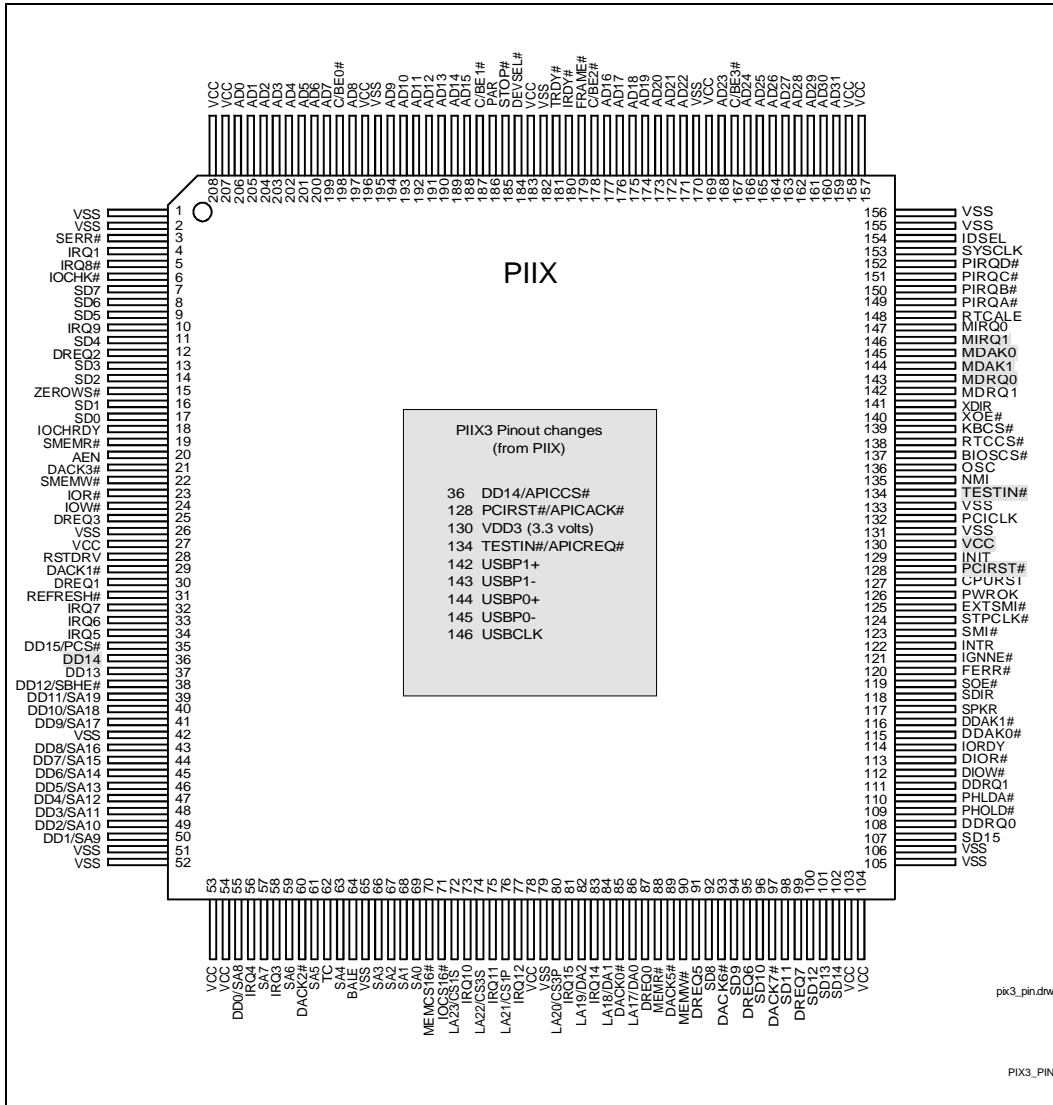 VCC
VCC
AD0
AD1
AD2
AD3
AD4
AD5
AD6
AD7
C/BE0#
AD8
VCC
VSS
AD9
AD10
AD11
AD12
AD13
AD14
AD15
C/BE1#
PAR
STOP#
DEVSEL#
VCC
VSS
TRDY#
IRDY#
FRAME#
C/BE2#
AD16
AD17
AD18
AD19
AD20
AD21
AD22
VSS
VCC
AD23
C/BE3#
AD24
AD25
AD26
AD27
AD28
AD29
AD30
AD31
VCC
VCC
208
207
206
205
204
203
202
201
200
199
198
197
196
195
194
193
192
191
190
189
188
187
186
185
184
183
182
181
180
179
178
177
176
175
174
173
172
171
170
169
168
167
166
165
164
163
162
161
160
159
158
157
VSS 1
VSS 2
SERR# 3
IRQ1 4
IRQ8# 5
IOCHK# 6
SD7 7
SD6 8
SD5 9
IRQ9 10
SD4 11
DREQ2 12
SD3 13
SD2 14
ZEROWS# 15
SD1 16
SD0 17
IOCHRDY 18
SMEMR# 19
AEN 20
DACK3# 21
SMEMW# 22
IOR# 23
IOW# 24
DREQ3 25
VSS 26
VCC 27
RSTDRV 28
DACK1# 29
DREQ1 30
REFRESH# 31
IRQ7 32
IRQ6 33
IRQ5 34
DD15/PCS# 35
DD14 36
DD13 37
DD12/SBHE# 38
DD11/SA19 39
DD10/SA18 40
DD9/SA17 41
VSS 42
DD8/SA16 43
DD7/SA15 44
DD6/SA14 45
DD5/SA13 46
DD4/SA12 47
DD3/SA11 48
DD2/SA10 49
DD1/SA9 50
VSS 51
VSS 52
PIIX
PIIX3 Pinout changes
(from PIIX)
36 DD14/APICCS#
128 PCIRST#/APICACK#
130 VDD3 (3.3 volts)
134 TESTIN#/APICREQ#
142 USBP1+
143 USBP1-
144 USBP0+
145 USBP0-
146 USBCLK
156 VSS
155 VSS
154 IDSEL
153 SYSCLK
152 PIRQD#
151 PIRQC#
150 PIRQB#
149 PIRQA#
148 RTCALE
147 MIRQ0
146 MIRQ1
145 MDAK0
144 MDAK1
143 MDRQ0
142 MDRQ1
141 XDIR
140 XOE#
139 KBCS#
138 RTCCS#
137 BIOSCS#
136 OSC
135 NMI
134 TESTIN#
133 VSS
132 PCICLK
131 VSS
130 VCC
129 INIT
128 PCIRST#
127 CPURST
126 PWROK
125 EXTSMI#
124 STPCLK#
123 SMI#
122 INTR
121 IGNNE#
120 FERR#
119 SOE#
118 SDIR
117 SPKR
116 DDAK1#
115 DDAK0#
114 IORDY
113 DIOR#
112 DIOW#
111 DDRQ1
110 PHLDA#
109 PHOLD#
108 DDRQ0
107 SD15
106 VSS
105 VSS
53
54
55
56
57
58
59
60
61
62
63
64
65
66
67
68
69
70
71
72
73
74
75
76
77
78
79
80
81
82
83
84
85
86
87
88
89
90
91
92
93
94
95
96
97
98
99
100
101
102
103
104
VCC
VCC
DD0/SA8
IRQ4
SA7
IRQ3
SA6
DACK2#
SA5
TC
SA4
BALE
VSS
SA3
SA2
SA1
SA0
MEMCS16#
IOCS16#
LA23/CS1S
IRQ10
LA22/CS3S
IRQ11
LA21/CS1P
IRQ12
VCC
VSS
LA20/CS3P
IRQ15
LA19/DA2
IRQ14
LA18/DA1
DACK0#
LA17/DA0
DREQ0
MEMR#
DACK5#
MEMW#
DREQ5
SD8
DACK6#
SD9
DREQ6
SD10
DACK7#
SD11
DREQ7
SD12
SD13
SD14
VCC
VCC
pix3_pin.drw
PIX3_PIN